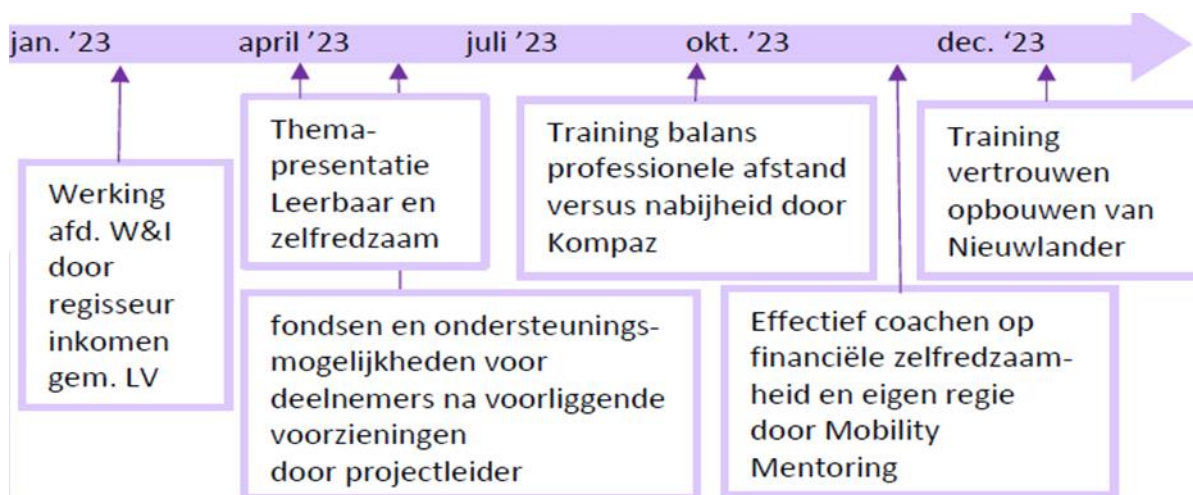 jan. ’23 april ’23 juli ’23 okt. ’23 dec. ‘23
Werking
afd. W&I
door
regisseur
inkomen
gem. LV
Thema-
presentatie
Leerbaar en
zelfredzaam
fondsen en ondersteunings-
mogelijkheden voor
deelnemers na voorliggende
voorzieningen
door projectleider
Training balans
professionele afstand
versus nabijheid door
Kompaz
Effectief coachen op
financiële zelfredzaam-
heid en eigen regie
door Mobility
Mentoring
Training
vertrouwen
opbouwen van
Nieuwlander